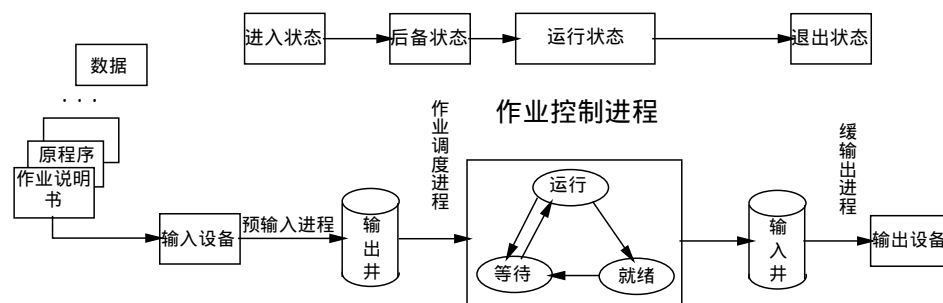 进入状态
后备状态
运行状态
退出状态
数据
· · ·
作业控制进程
作业调度进程
缓输出进程
原程序
作业说明
书
运行
输入设备
预输入进程
输出井
等待
就绪
输入井
输出设备